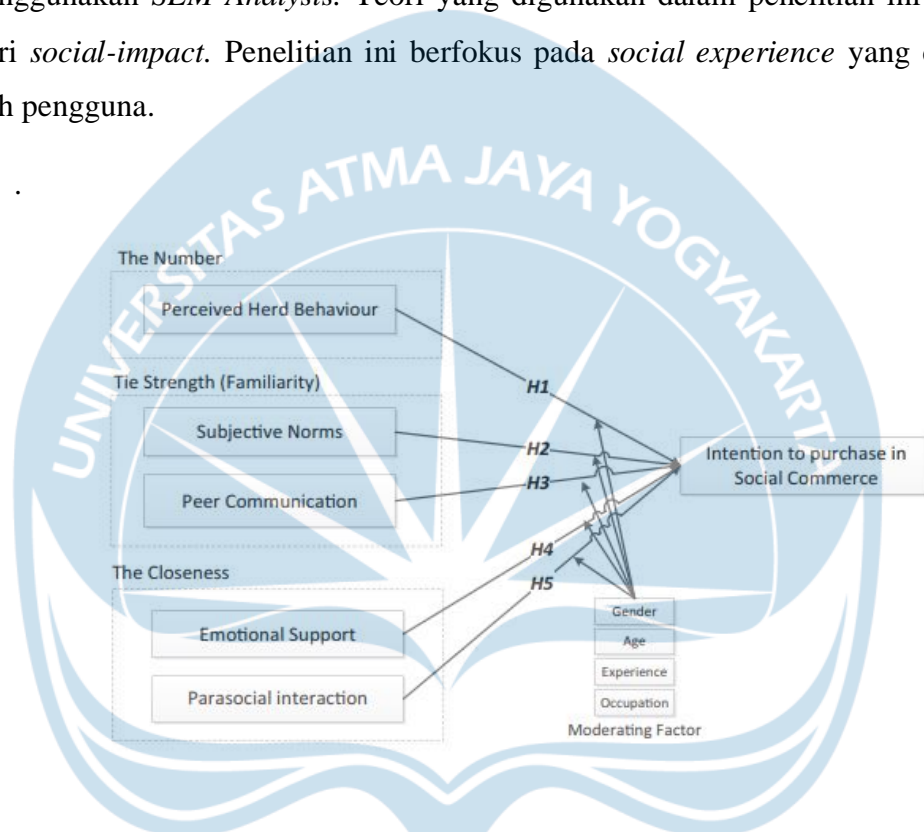 nggunakan SEM Analysis. Teori yang digunakan dalam penelitian ini
ri social-impact. Penelitian ini berfokus pada social experience yang
h pengguna.
.
UNIVERSITAS ATMA JAYA YOGYAKARTA
The Number
Perceived Herd Behaviour
H1
Tie Strength (Familiarity)
Subjective Norms
H2
Peer Communication
H3
Intention to purchase in
Social Commerce
The Closeness
H4
H5
Emotional Support
Parasocial interaction
Gender
Age
Experience
Occupation
Moderating Factor